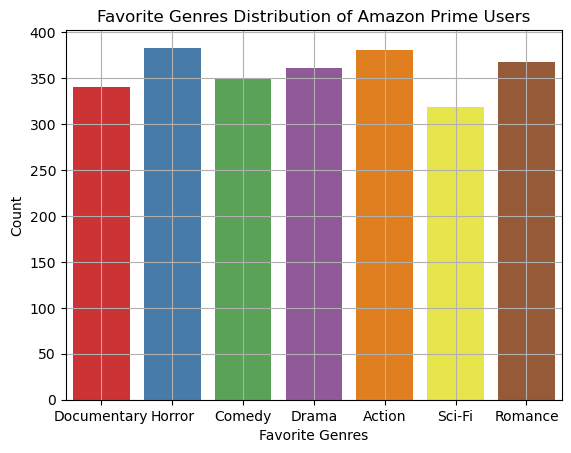 Favorite Genres Distribution of Amazon Prime Users
400
350
300
250
200
150
100
50
0
Count
Documentary Horror Comedy Drama Action Sci-Fi Romance
Favorite Genres